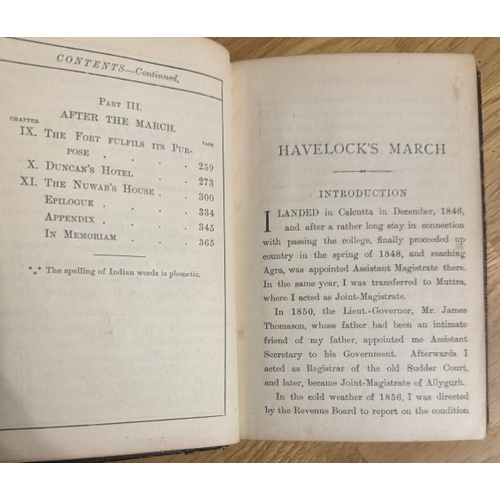 CONTENTS—Continued.
PART III.
AFTER THE MARCH.
CHAPTER PAGE
IX. THE FORT FULFILS ITS PUR-
POSE . . . . 259
X. DUNCAN'S HOTEL . . 273
XI. THE NUWAB'S HOUSE . . 300
EPILOGUE . . . . 334
APPENDIX . . . . 345
IN MEMORIAM . . . 365
*** The spelling of Indian words is phonetic.
HAVELOCK'S MARCH
INTRODUCTION
I LANDED in Calcutta in December, 1846,
and after a rather long stay in connection
with passing the college, finally proceeded up
country in the spring of 1848, and reaching
Agra, was appointed Assistant Magistrate there.
In the same year, I was transferred to Muttra,
where I acted as Joint-Magistrate.
In 1850, the Lieut.-Governor, Mr. James
Thomason, whose father had been an intimate
friend of my father, appointed me Assistant
Secretary to his Government. Afterwards I
acted as Registrar of the old Sudder Court,
and later, became Joint-Magistrate of Allygurh.
In the cold weather of 1856, I was directed
by the Revenue Board to report on the condition